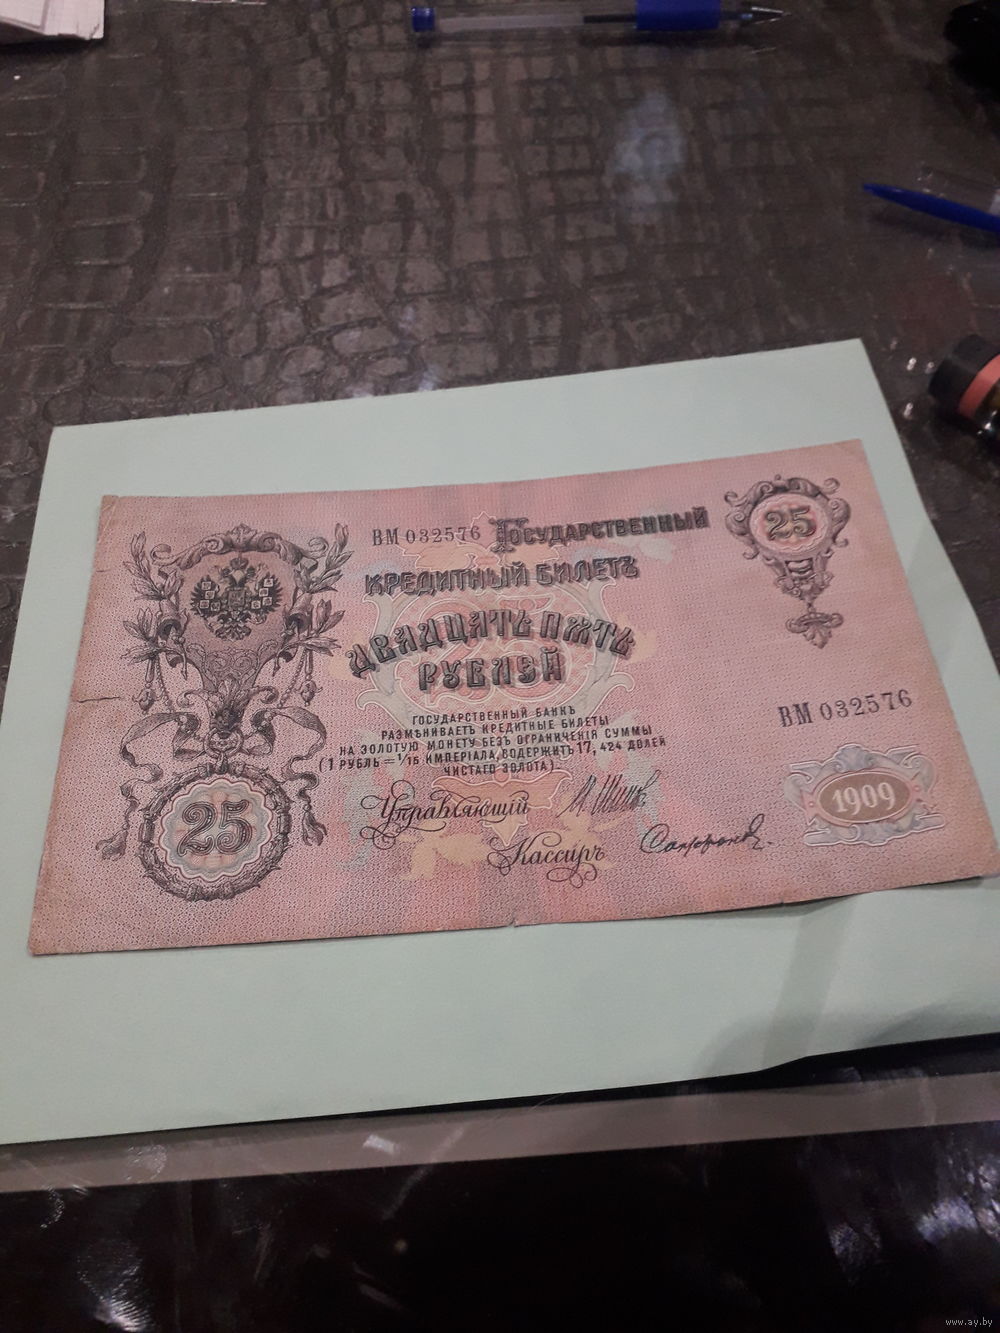 ВМ 032576 Государственный
кредитный билетъ
двадцать пять
рублей
25
Государственный банкъ
размѣниваетъ кредитные билеты
на золотую монету безъ ограниченія суммы
(1 рубль = 1/15 имперіала, содержитъ 17,424 долей
чистаго золота).
ВМ 032576
25
1909
Управляющій И. Шипов
Кассиръ Сафронов
www.ay.by